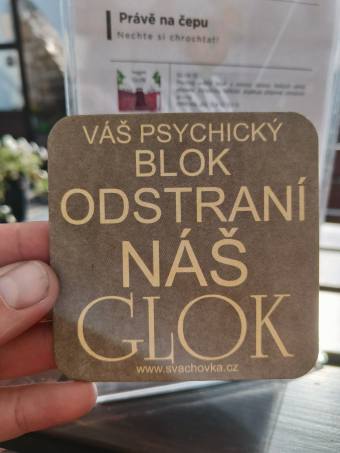 Právě na čepu
Nechte si chrochtat!
VÁŠ PSYCHICKÝ
BLOK
ODSTRANÍ
NÁŠ
GLOK
www.svachovka.cz